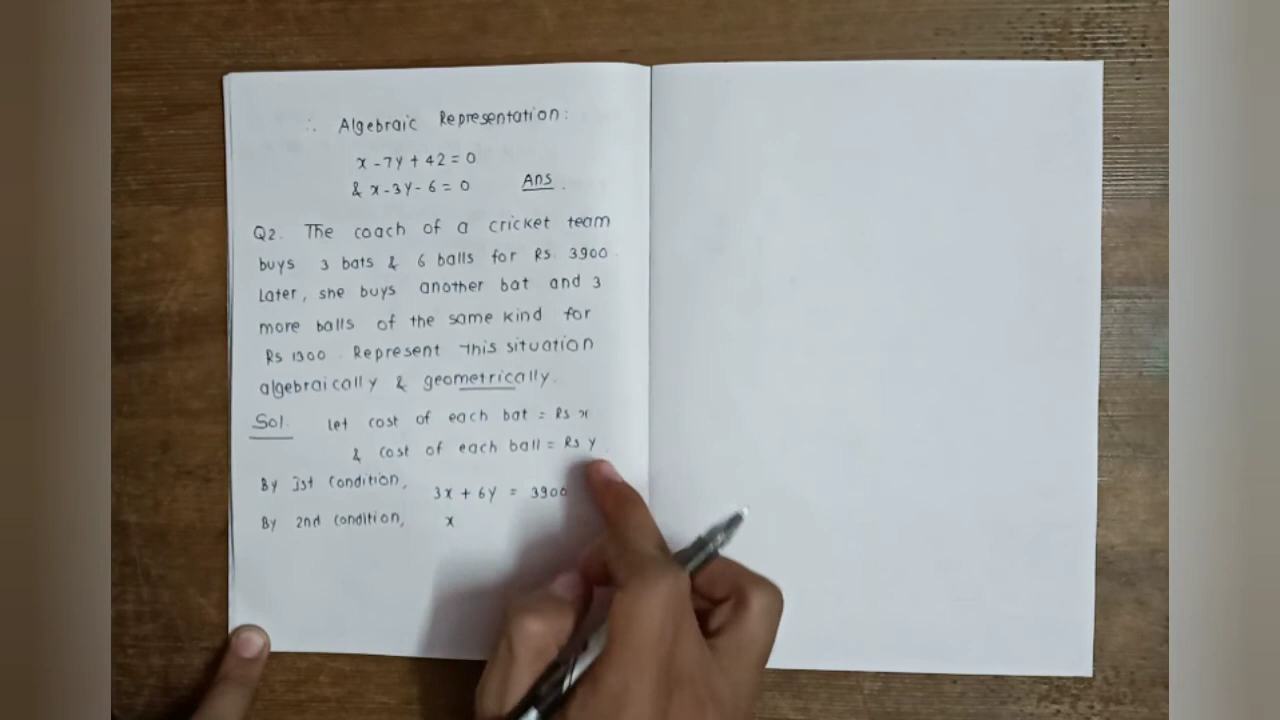 ∴ Algebraic Representation:
x - 7y + 42 = 0
& x - 3y - 6 = 0 Ans.
Q2. The coach of a cricket team
buys 3 bats & 6 balls for Rs. 3900.
Later, she buys another bat and 3
more balls of the same kind for
Rs 1300. Represent this situation
algebraically & geometrically.
Sol. Let cost of each bat = Rs x
& cost of each ball = Rs y.
By 1st condition, 3x + 6y = 3900
By 2nd condition, x